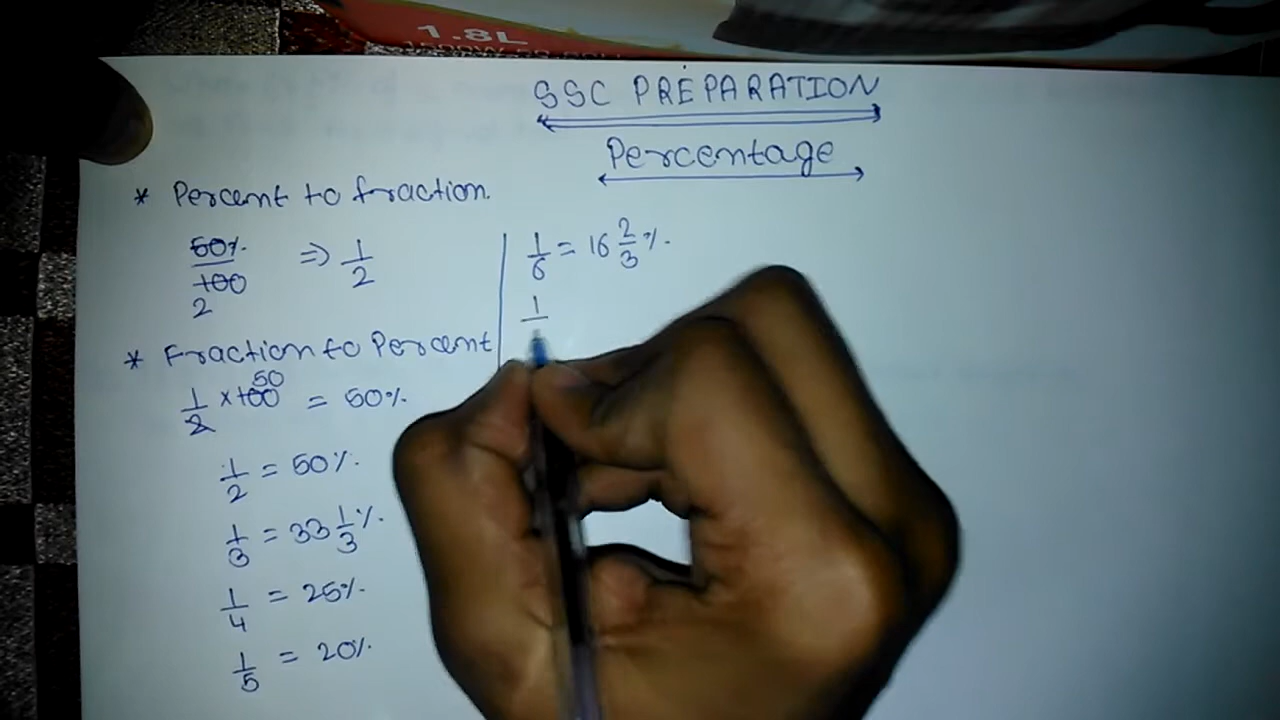 1.8L
SSC PREPARATION
Percentage
* Percent to fraction.
50%/100 2 ⇒ 1/2
* Fraction to Percent
1/2 × 100 50 = 50%.
1/2 = 50%.
1/3 = 33 1/3 %.
1/4 = 25%.
1/5 = 20%.
1/6 = 16 2/3 %.
1